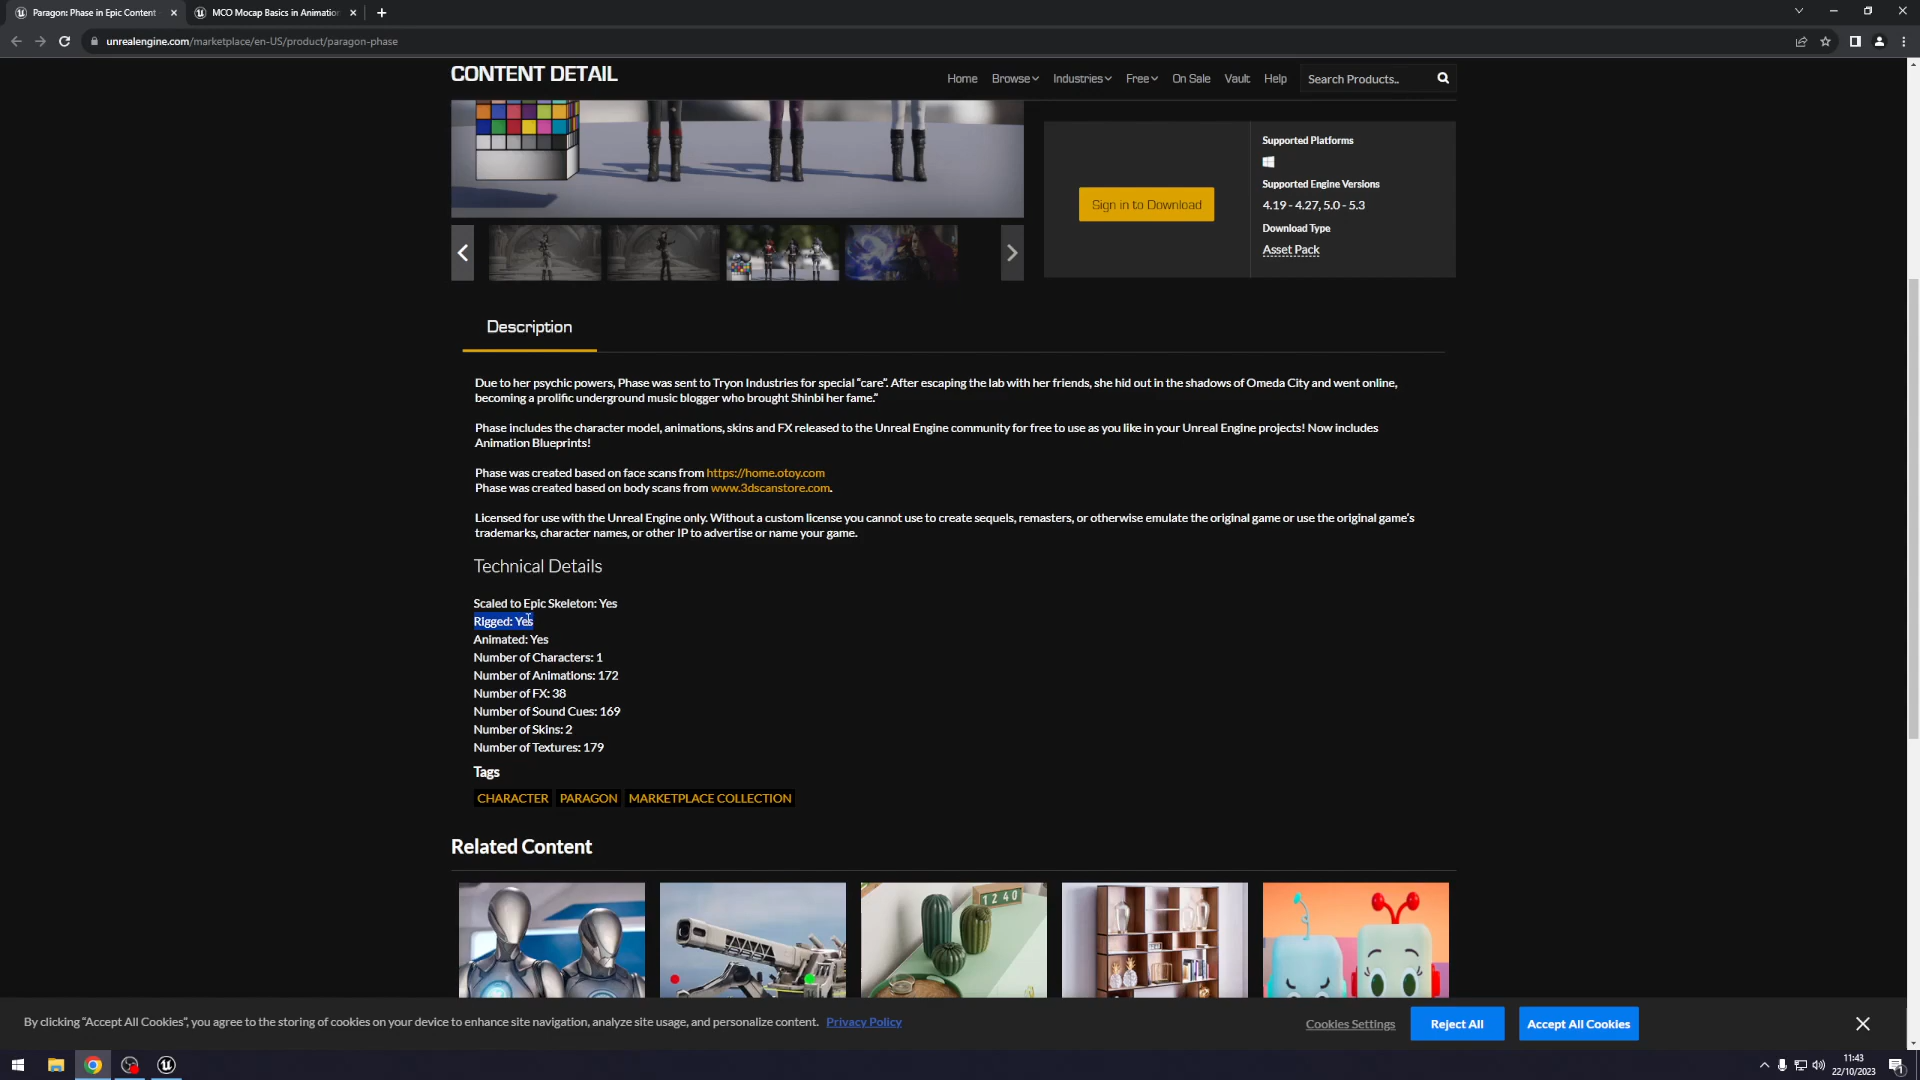 Paragon: Phase in Epic Content
MCO Mocap Basics in Animation
unrealengine.com/marketplace/en-US/product/paragon-phase
CONTENT DETAIL
Home
Browse
Industries
Free
On Sale
Vault
Help
Search Products..
Supported Platforms
Sign in to Download
Supported Engine Versions
4.19 - 4.27, 5.0 - 5.3
Download Type
Asset Pack
Description
Due to her psychic powers, Phase was sent to Tryon Industries for special “care”. After escaping the lab with her friends, she hid out in the shadows of Omeda City and went online,
becoming a prolific underground music blogger who brought Shinbi her fame.”
Phase includes the character model, animations, skins and FX released to the Unreal Engine community for free to use as you like in your Unreal Engine projects! Now includes
Animation Blueprints!
Phase was created based on face scans from https://home.otoy.com
Phase was created based on body scans from www.3dscanstore.com.
Licensed for use with the Unreal Engine only. Without a custom license you cannot use to create sequels, remasters, or otherwise emulate the original game or use the original game’s
trademarks, character names, or other IP to advertise or name your game.
Technical Details
Scaled to Epic Skeleton: Yes
Rigged: Yes
Animated: Yes
Number of Characters: 1
Number of Animations: 172
Number of FX: 38
Number of Sound Cues: 169
Number of Skins: 2
Number of Textures: 179
Tags
CHARACTER PARAGON MARKETPLACE COLLECTION
Related Content
12 40
By clicking “Accept All Cookies”, you agree to the storing of cookies on your device to enhance site navigation, analyze site usage, and personalize content. Privacy Policy
Cookies Settings
Reject All
Accept All Cookies
11:43
22/10/2023